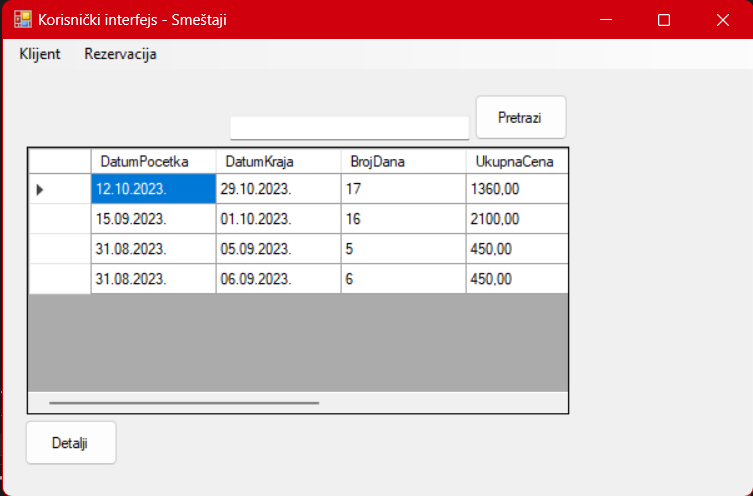 Korisnički interfejs - Smeštaji
Klijent Rezervacija
Pretrazi
DatumPocetka DatumKraja BrojDana UkupnaCena
12.10.2023. 29.10.2023. 17 1360,00
15.09.2023. 01.10.2023. 16 2100,00
31.08.2023. 05.09.2023. 5 450,00
31.08.2023. 06.09.2023. 6 450,00
Detalji